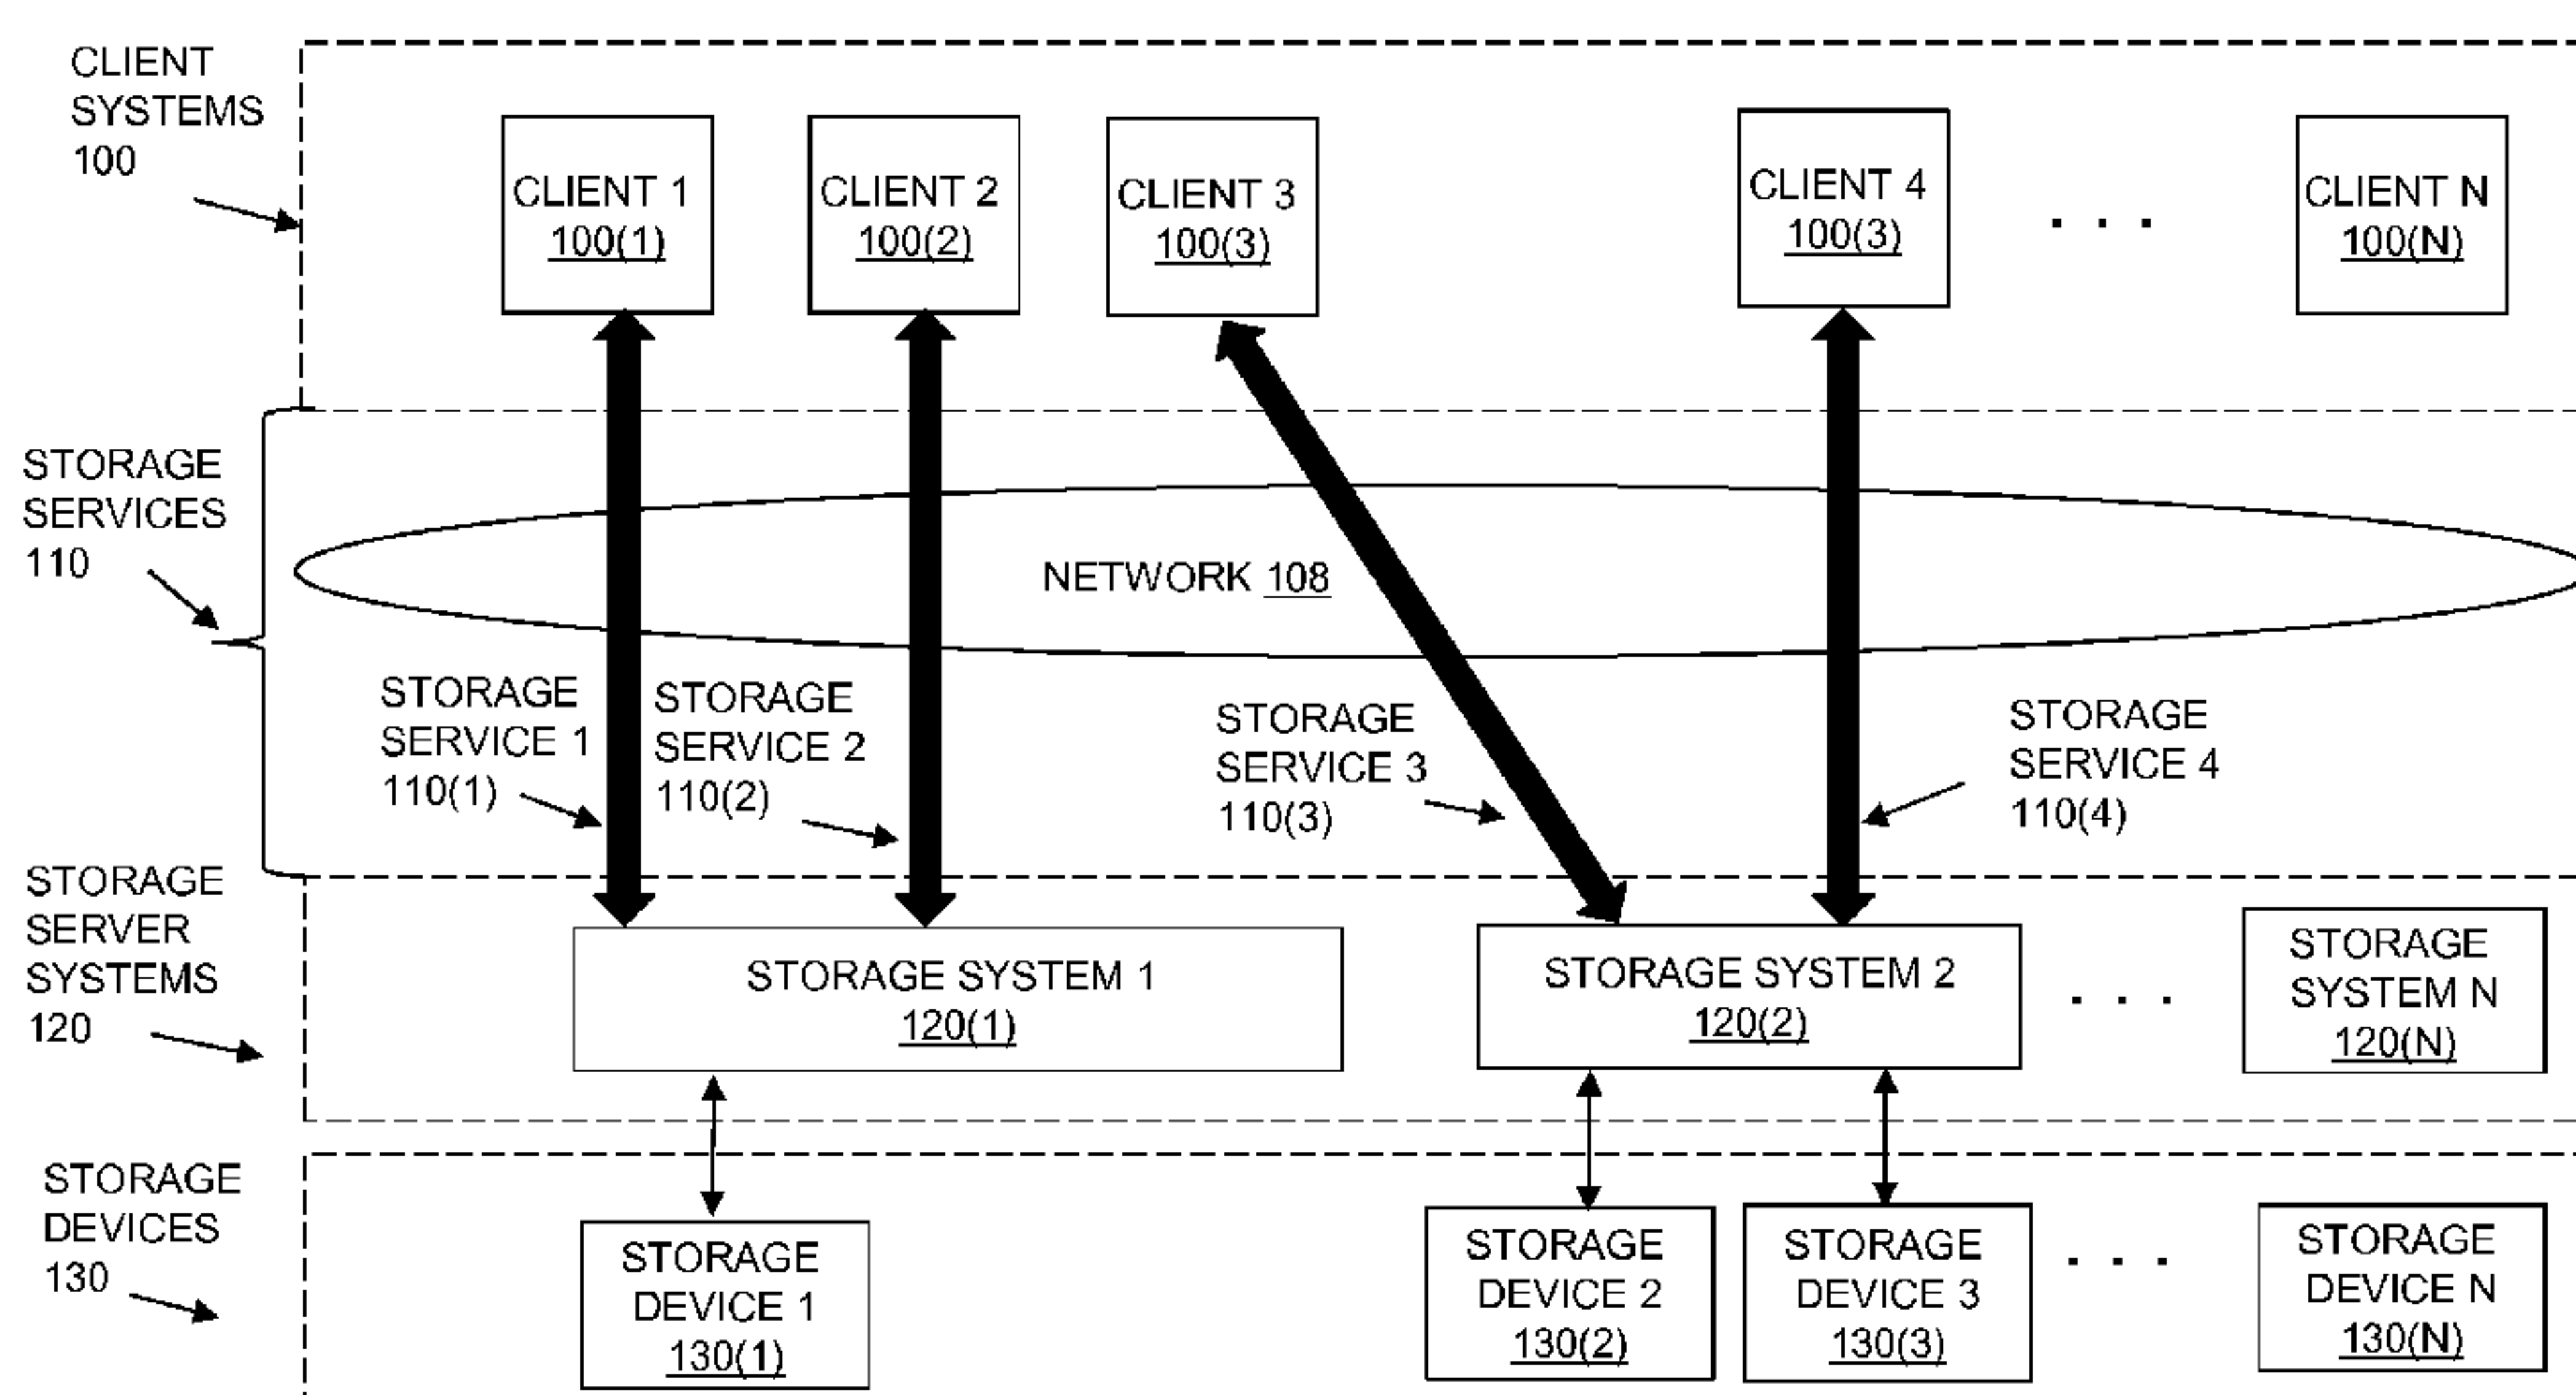 CLIENT
SYSTEMS
100
CLIENT 1
100(1)
CLIENT 2
100(2)
CLIENT 3
100(3)
CLIENT 4
100(3)
. . .
CLIENT N
100(N)
STORAGE
SERVICES
110
NETWORK 108
STORAGE
SERVICE 1
110(1)
STORAGE
SERVICE 2
110(2)
STORAGE
SERVICE 3
110(3)
STORAGE
SERVICE 4
110(4)
STORAGE
SERVER
SYSTEMS
120
STORAGE SYSTEM 1
120(1)
STORAGE SYSTEM 2
120(2)
. . .
STORAGE
SYSTEM N
120(N)
STORAGE
DEVICES
130
STORAGE
DEVICE 1
130(1)
STORAGE
DEVICE 2
130(2)
STORAGE
DEVICE 3
130(3)
. . .
STORAGE
DEVICE N
130(N)